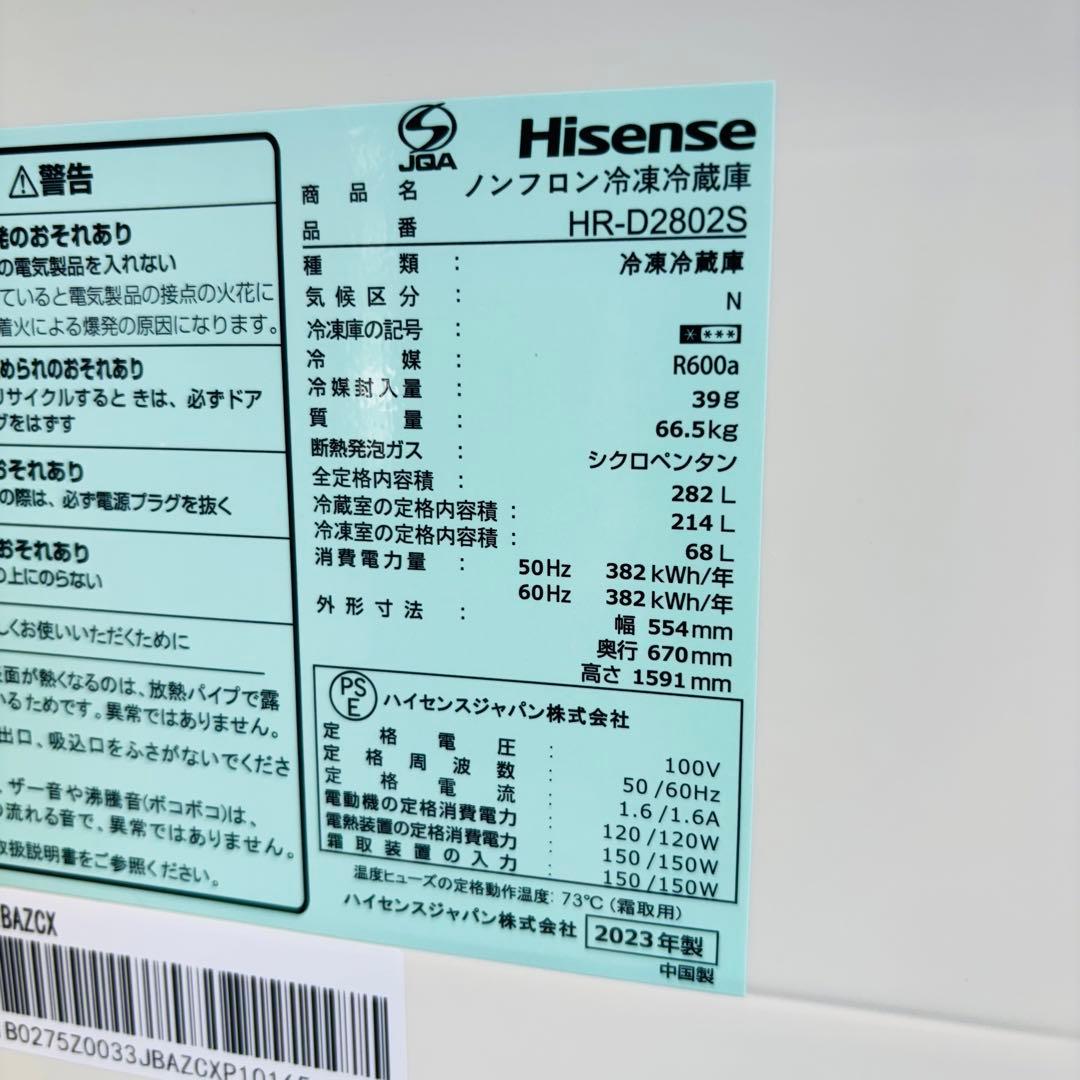 警告
発のおそれあり
の電気製品を入れない
ていると電気製品の接点の火花に
着火による爆発の原因になります。
められのおそれあり
リサイクルするときは、必ずドア
グをはずす
おそれあり
の際は、必ず電源プラグを抜く
おそれあり
の上にのらない
しくお使いいただくために
表面が熱くなるのは、放熱パイプで露
いるためです。異常ではありません。
出口、吸込口をふさがないでくださ
、ザー音や沸騰音(ボコボコ)は、
の流れる音で、異常ではありません。
取扱説明書をご参照ください。
JQA
Hisense
商品名 ノンフロン冷凍冷蔵庫
品番 HR-D2802S
種類 : 冷凍冷蔵庫
気候区分 : N
冷凍庫の記号 : * ***
冷媒 : R600a
冷媒封入量 : 39g
質量 : 66.5kg
断熱発泡ガス : シクロペンタン
全定格内容積 : 282 L
冷蔵室の定格内容積 : 214 L
冷凍室の定格内容積 : 68 L
消費電力量 : 50Hz 382 kWh/年
60Hz 382 kWh/年
外形寸法 : 幅 554mm
奥行 670mm
高さ 1591mm
PSE ハイセンスジャパン株式会社
定格電圧 : 100V
定格周波数 : 50/60Hz
定格電流 : 1.6/1.6A
電動機の定格消費電力 : 120/120W
電熱装置の定格消費電力 : 150/150W
霜取装置の入力 : 150/150W
温度ヒューズの定格動作温度: 73℃(霜取用)
ハイセンスジャパン株式会社 2023年製
中国製
BAZCX
B0275Z0033JBAZCXP1016